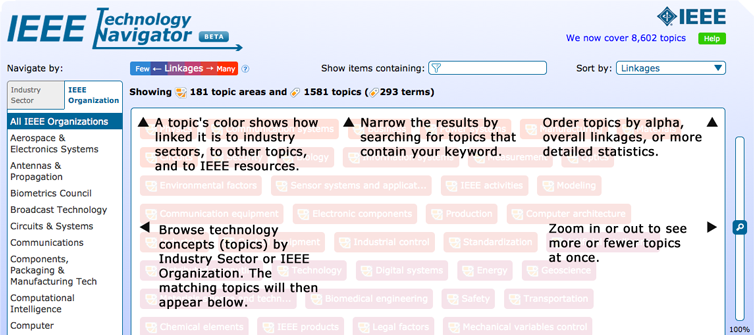 IEEE Technology Navigator BETA
IEEE
We now cover 8,602 topics Help
Navigate by: Few ← Linkages → Many ? Show items containing: Sort by: Linkages
Industry Sector
IEEE Organization
Showing 181 topic areas and 1581 topics (293 terms)
All IEEE Organizations
Aerospace &
Electronics Systems
Antennas &
Propagation
Biometrics Council
Broadcast Technology
Circuits & Systems
Communications
Components,
Packaging &
Manufacturing Tech
Computational
Intelligence
Computer
A topic's color shows how
linked it is to industry
sectors, to other topics,
and to IEEE resources.
Narrow the results by
searching for topics that
contain your keyword.
Order topics by alpha,
overall linkages, or more
detailed statistics.
Environmental factors Sensor systems and applicat... IEEE activities Modeling
Communication equipment Electronic components Production Computer architecture
Browse technology
concepts (topics) by
Industry Sector or IEEE
Organization. The
matching topics will then
appear below.
Zoom in or out to see
more or fewer topics
at once.
Industrial control Standardization
Technology Digital systems Energy Geoscience
Biomedical engineering Safety Transportation
Chemical elements IEEE products Legal factors Mechanical variables control
100%